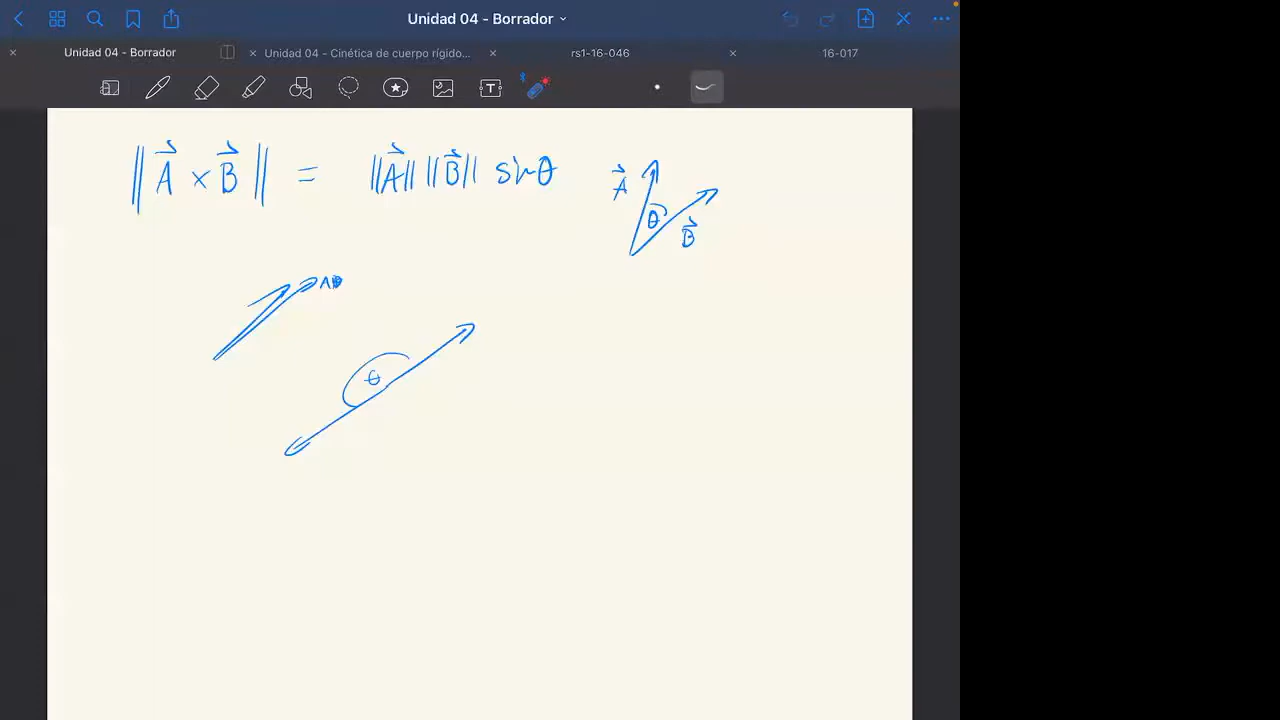 Unidad 04 - Borrador
Unidad 04 - Borrador Unidad 04 - Cinética de cuerpo rígido... rs1-16-046 16-017
T
‖A⃗ × B⃗‖ = ‖A⃗‖ ‖B⃗‖ sin θ
A⃗
θ
B⃗
θ